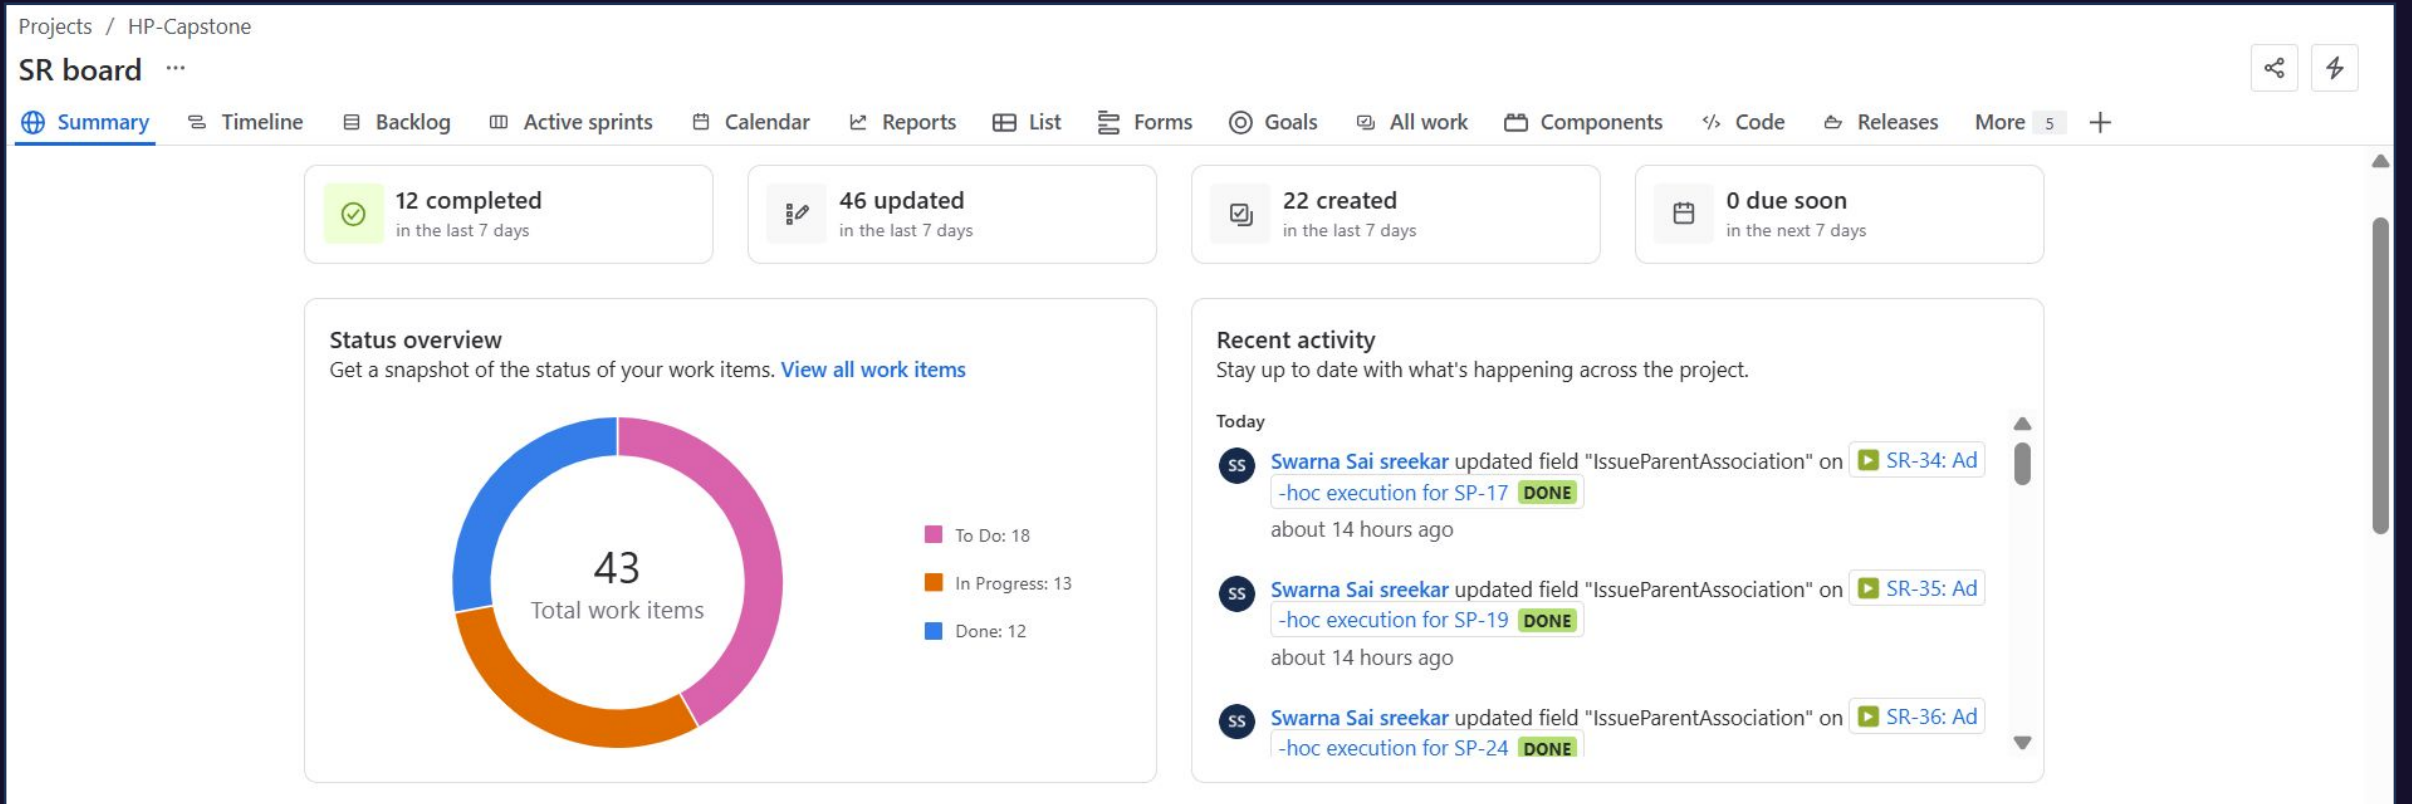 Projects / HP-Capstone
SR board ...
Summary Timeline Backlog Active sprints Calendar Reports List Forms Goals All work Components Code Releases More 5
12 completed
in the last 7 days
46 updated
in the last 7 days
22 created
in the last 7 days
0 due soon
in the next 7 days
Status overview
Get a snapshot of the status of your work items. View all work items
43
Total work items
To Do: 18
In Progress: 13
Done: 12
Recent activity
Stay up to date with what's happening across the project.
Today
SS Swarna Sai sreekar updated field "IssueParentAssociation" on SR-34: Ad
-hoc execution for SP-17 DONE
about 14 hours ago
SS Swarna Sai sreekar updated field "IssueParentAssociation" on SR-35: Ad
-hoc execution for SP-19 DONE
about 14 hours ago
SS Swarna Sai sreekar updated field "IssueParentAssociation" on SR-36: Ad
-hoc execution for SP-24 DONE